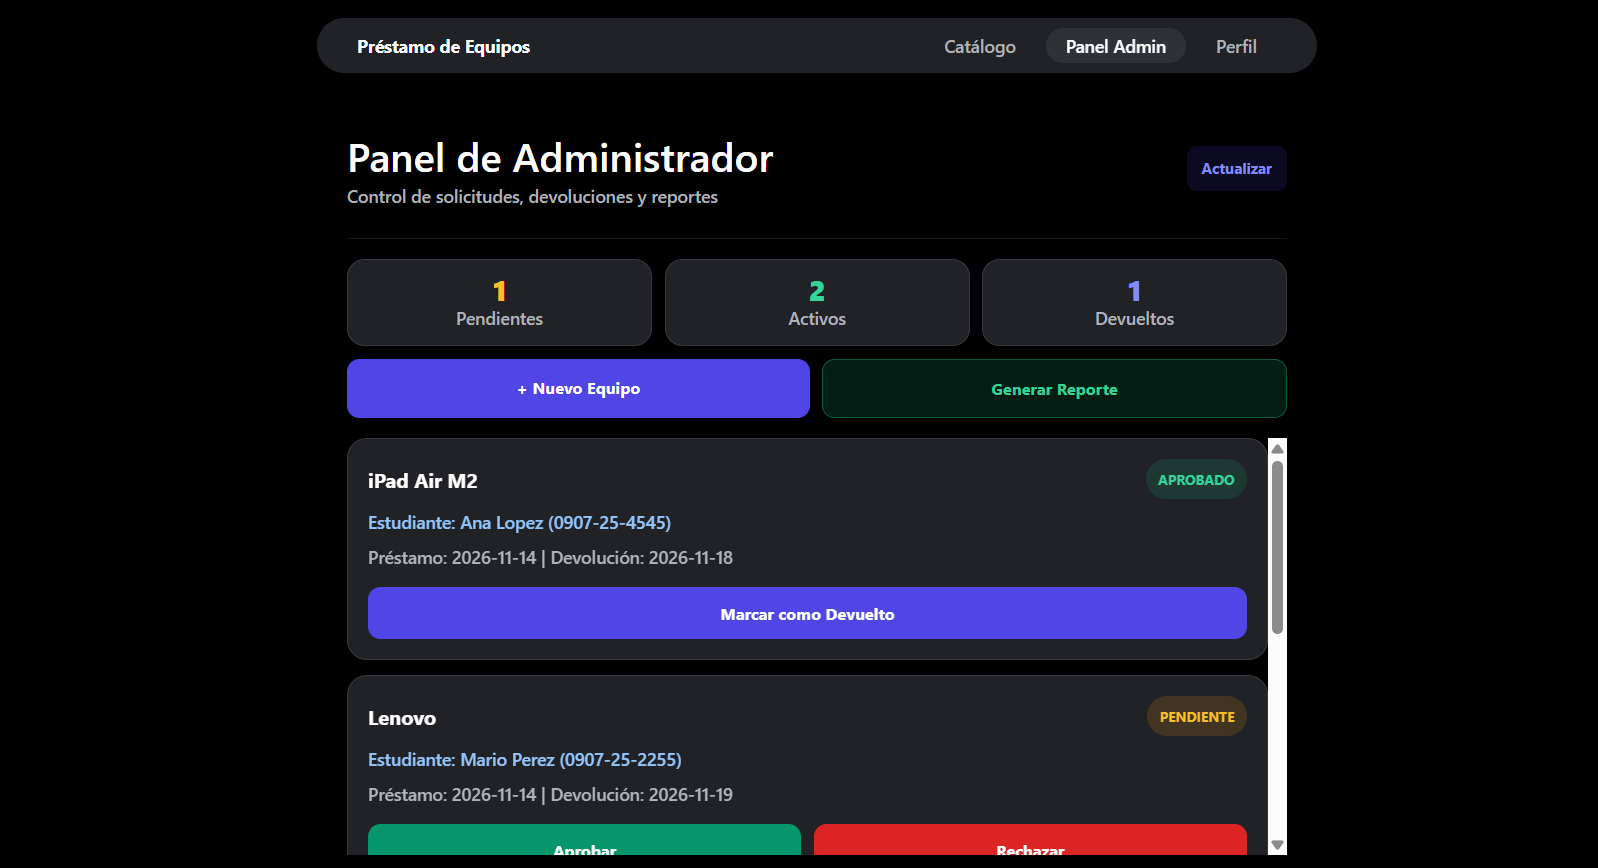 Préstamo de Equipos
Catálogo
Panel Admin
Perfil
Panel de Administrador
Actualizar
Control de solicitudes, devoluciones y reportes
1
Pendientes
2
Activos
1
Devueltos
+ Nuevo Equipo
Generar Reporte
iPad Air M2
APROBADO
Estudiante: Ana Lopez (0907-25-4545)
Préstamo: 2026-11-14 | Devolución: 2026-11-18
Marcar como Devuelto
Lenovo
PENDIENTE
Estudiante: Mario Perez (0907-25-2255)
Préstamo: 2026-11-14 | Devolución: 2026-11-19
Aprobar
Rechazar